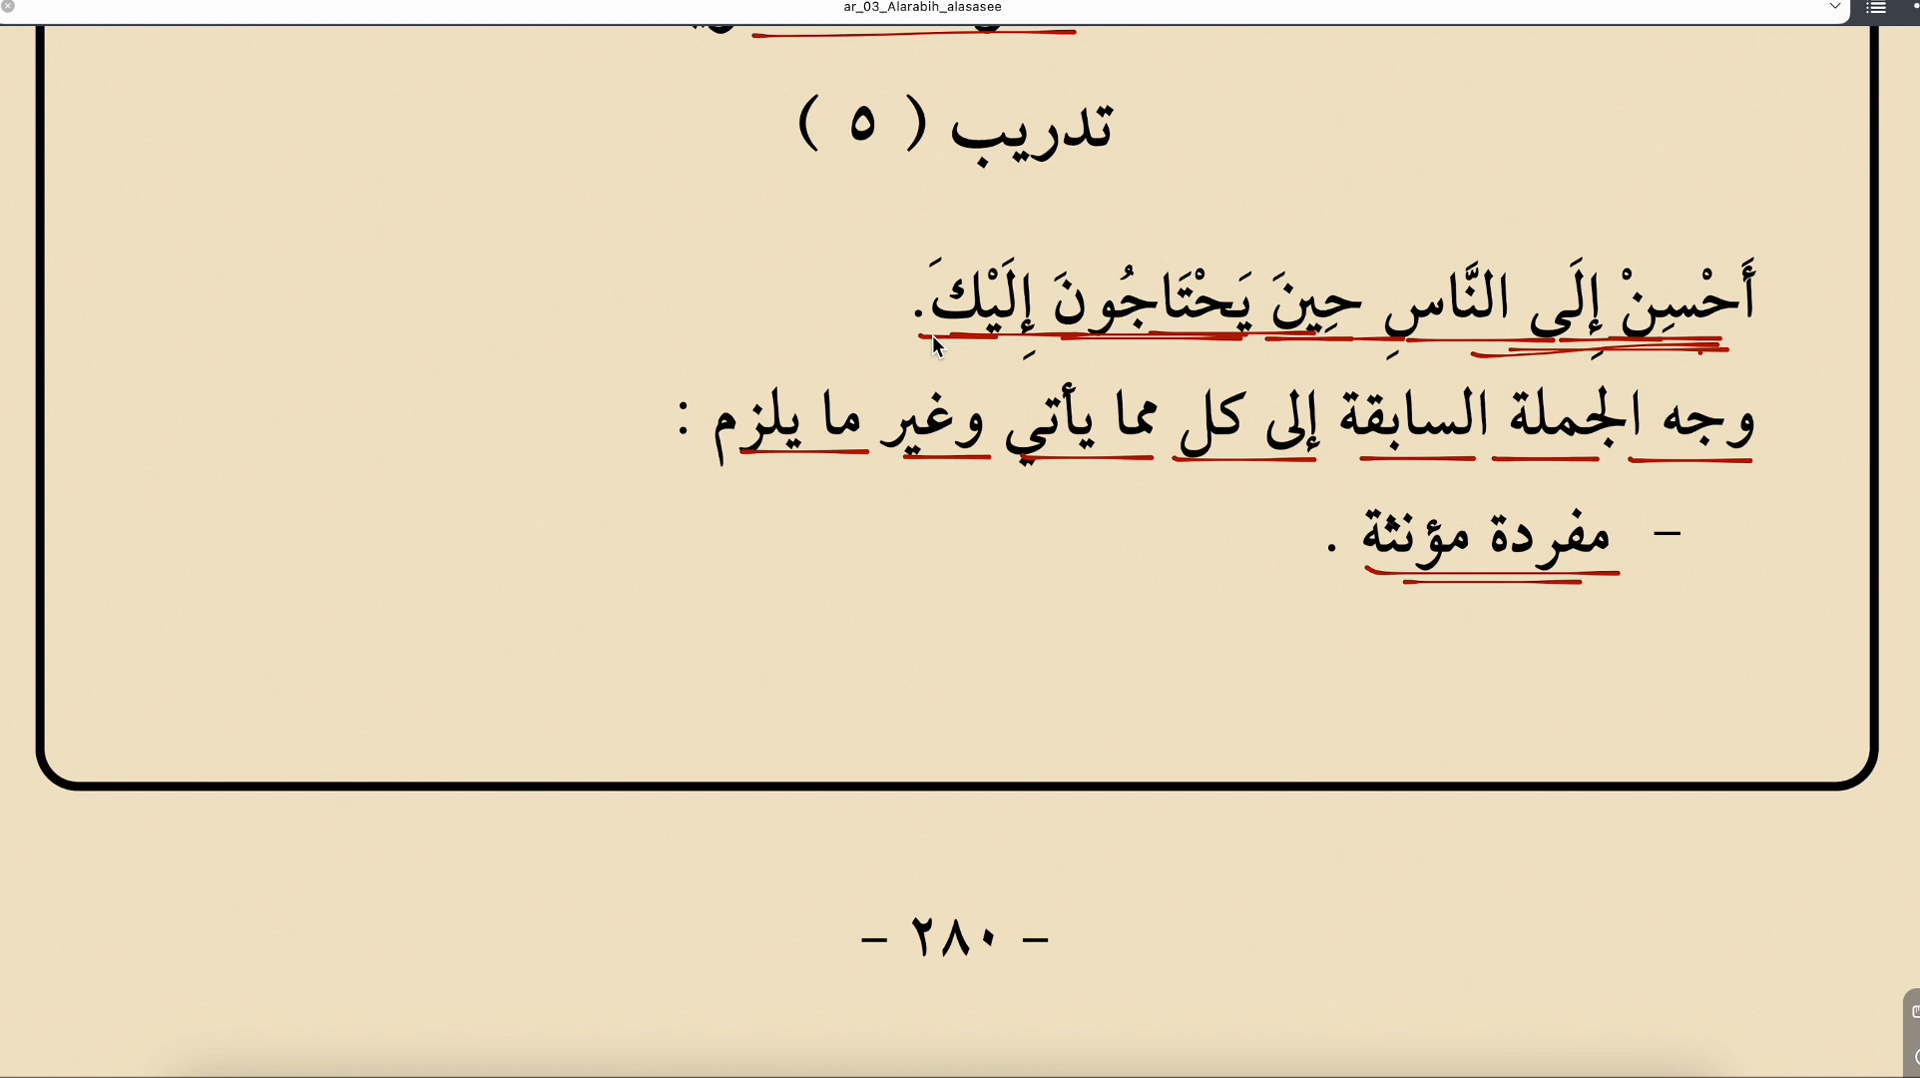 ar_03_Alarabih_alasasee
تدريب ( ٥ )
أَحْسِنْ إِلَى النَّاسِ حِينَ يَحْتَاجُونَ إِلَيْكَ.
وجه الجملة السابقة إلى كل مما يأتي وغير ما يلزم :
– مفردة مؤنثة .
– ٢٨٠ –